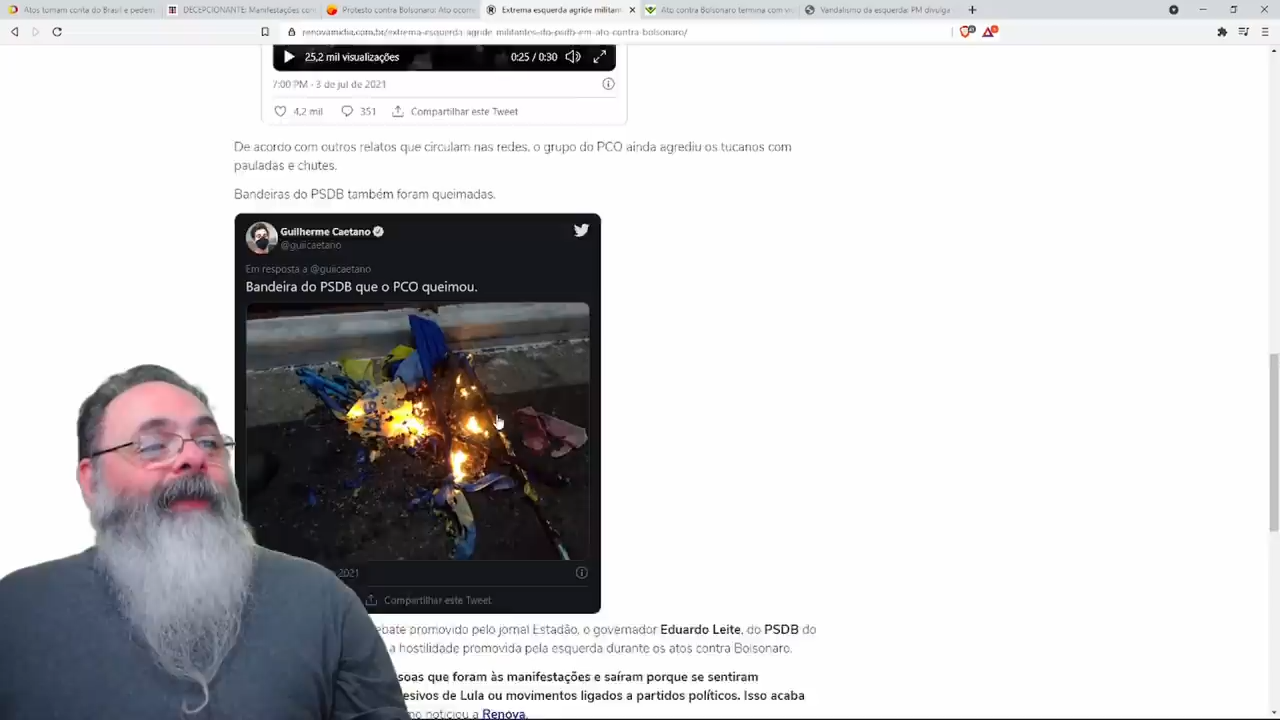 Atos tomam conta do Brasil e pedem
DECEPCIONANTE: Manifestações con
Protesto contra Bolsonaro: Ato ocorre
Extrema esquerda agride militan
Ato contra Bolsonaro termina com vi
Vandalismo da esquerda: PM divulga
renovamidia.com.br/extrema-esquerda-agride-militantes-do-psdb-em-ato-contra-bolsonaro/
25,2 mil visualizações
0:25 / 0:30
7:00 PM · 3 de jul de 2021
4,2 mil
351
Compartilhar este Tweet
De acordo com outros relatos que circulam nas redes, o grupo do PCO ainda agrediu os tucanos com
pauladas e chutes.
Bandeiras do PSDB também foram queimadas.
Guilherme Caetano
@guiicaetano
Em resposta a @guiicaetano
Bandeira do PSDB que o PCO queimou.
2021
Compartilhar este Tweet
ebate promovido pelo jornal Estadão, o governador Eduardo Leite, do PSDB do
a hostilidade promovida pela esquerda durante os atos contra Bolsonaro.
soas que foram às manifestações e saíram porque se sentiram
esivos de Lula ou movimentos ligados a partidos políticos. Isso acaba
no noticiou a Renova.